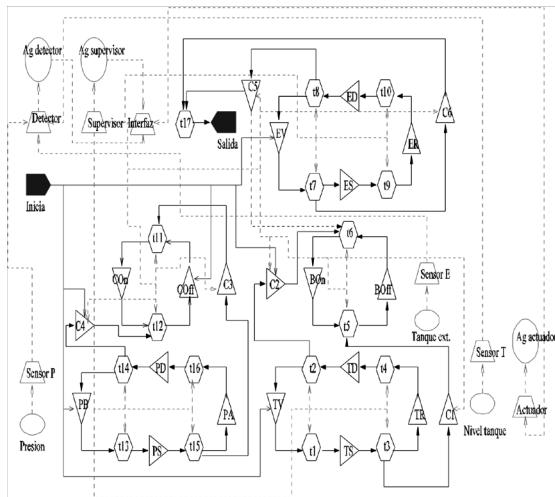 Ag detector
Ag supervisor
Detector
Supervisor
Interfaz
t17
Salida
C5
t8
ED
t10
C6
EV
ER
t7
ES
t9
Inicia
t11
COn
COff
C3
t12
C4
C2
t6
BOn
BOff
t5
Sensor E
Tanque ext.
Ag actuador
Sensor T
Actuador
Nivel tanque
Sensor P
Presion
t14
PD
t16
PB
PA
t13
PS
t15
t2
TD
t4
TV
TR
C1
t1
TS
t3